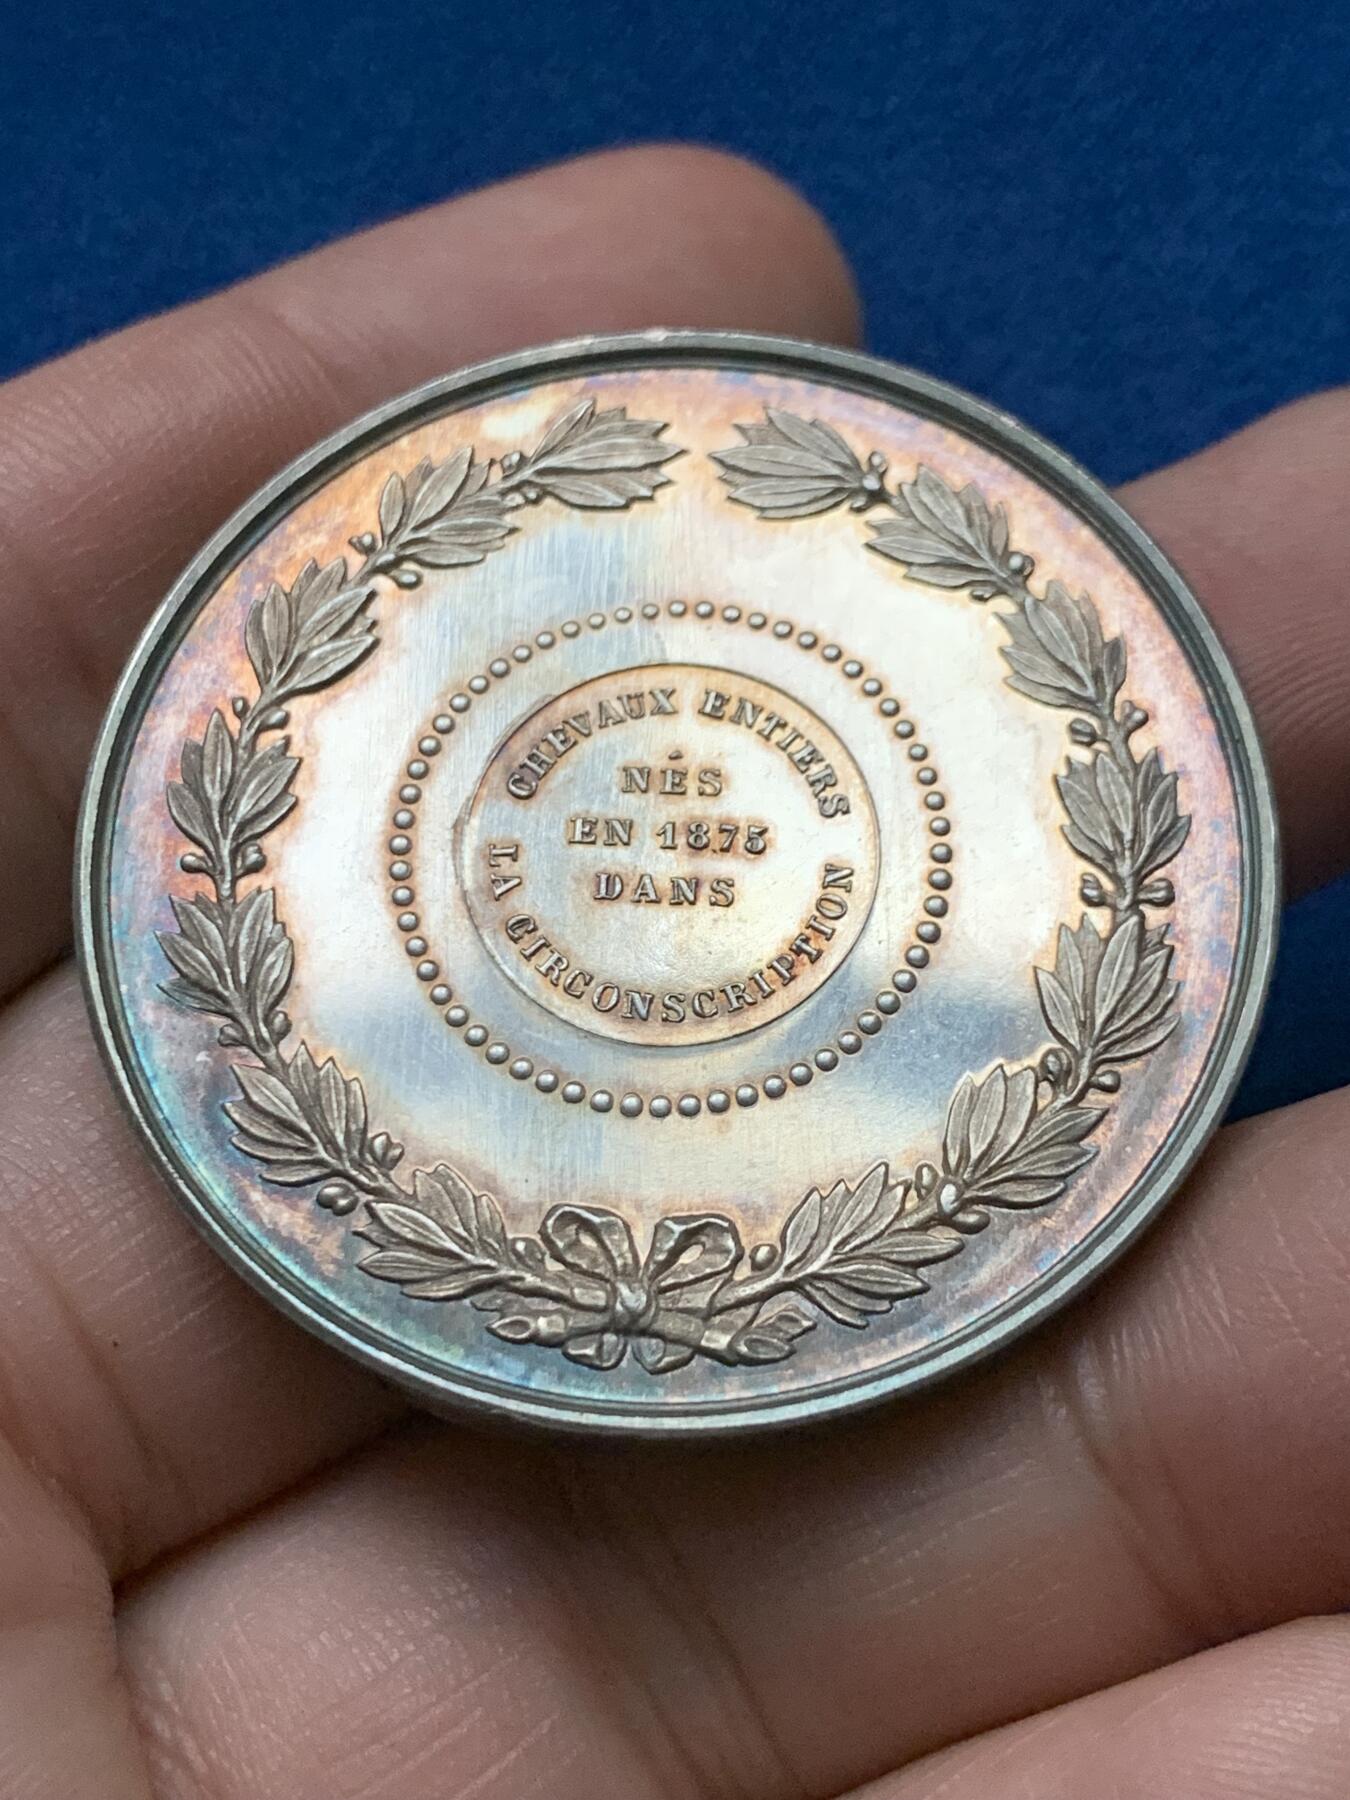 CHEVAUX ENTIERS
NÉS
EN 1875
DANS
LA CIRCONSCRIPTION